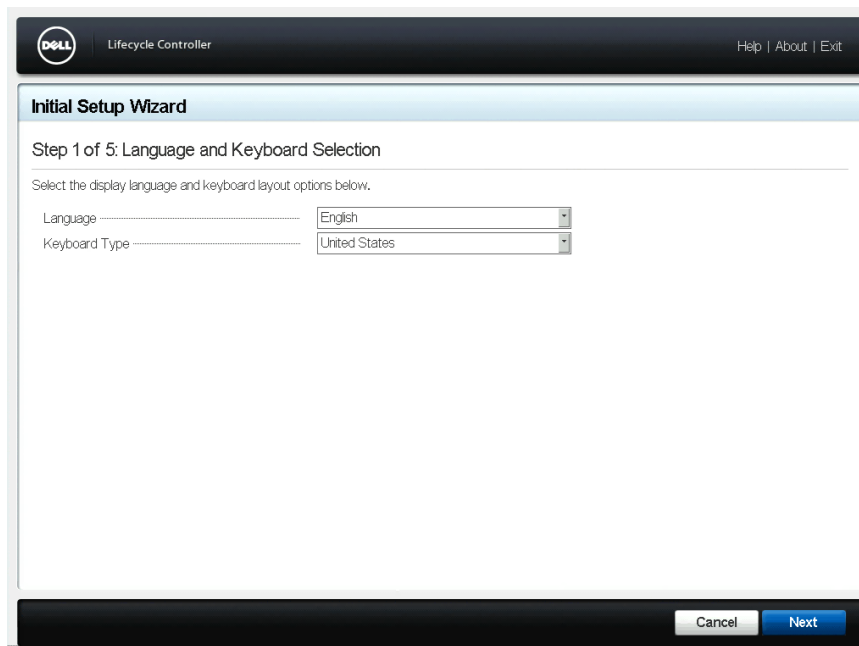 DELL Lifecycle Controller Help | About | Exit
Initial Setup Wizard
Step 1 of 5: Language and Keyboard Selection
Select the display language and keyboard layout options below.
Language English
Keyboard Type United States
Cancel Next